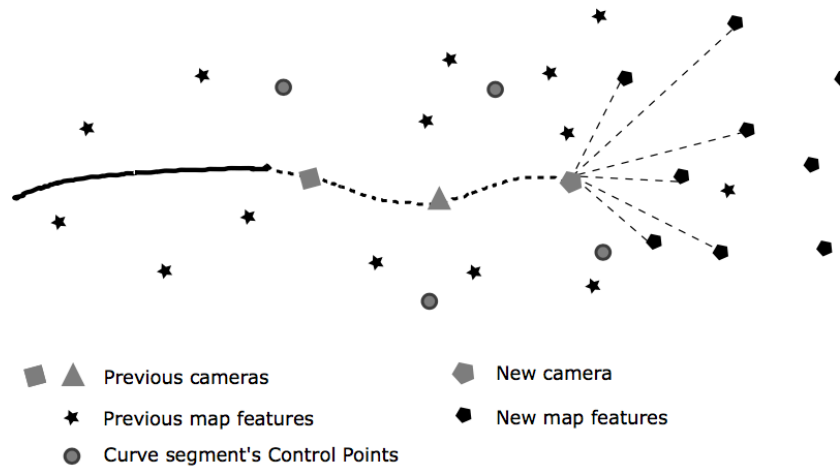 Previous cameras
New camera
Previous map features
New map features
Curve segment's Control Points